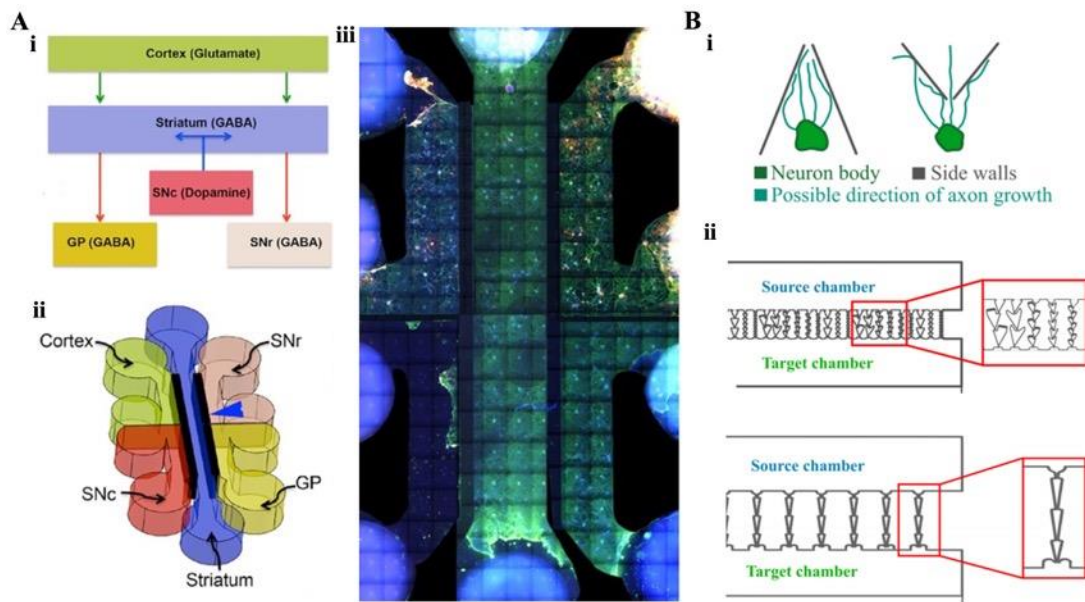 A
i
Cortex (Glutamate)
Striatum (GABA)
SNc (Dopamine)
GP (GABA)
SNr (GABA)
ii
Cortex
SNr
SNc
GP
Striatum
iii
B
i
Neuron body
Side walls
Possible direction of axon growth
ii
Source chamber
Target chamber
Source chamber
Target chamber